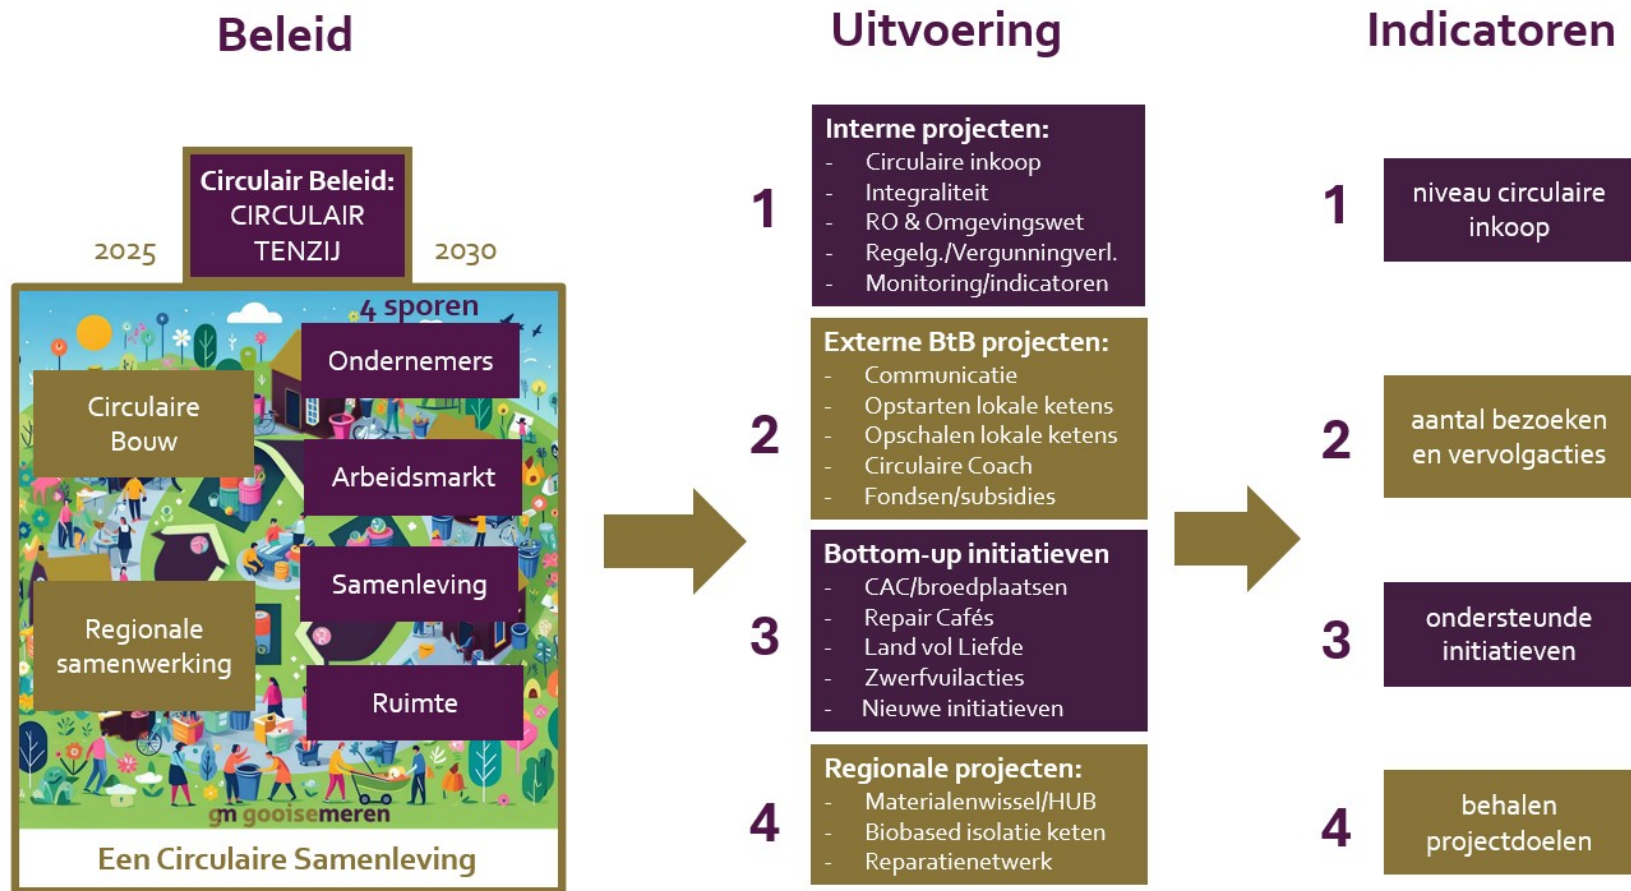 Beleid
Circulair Beleid:
CIRCULAIR
TENZIJ
2025
2030
4 sporen
Ondernemers
Circulaire
Bouw
Arbeidsmarkt
Samenleving
Regionale
samenwerking
Ruimte
gm gooisemeren
Een Circulaire Samenleving
Uitvoering
1
Interne projecten:
- Circulaire inkoop
- Integraliteit
- RO & Omgevingswet
- Regelg./Vergunningverl.
- Monitoring/indicatoren
2
Externe BtB projecten:
- Communicatie
- Opstarten lokale ketens
- Opschalen lokale ketens
- Circulaire Coach
- Fondsen/subsidies
3
Bottom-up initiatieven
- CAC/broedplaatsen
- Repair Cafés
- Land vol Liefde
- Zwerfvuilacties
- Nieuwe initiatieven
4
Regionale projecten:
- Materialenwissel/HUB
- Biobased isolatie keten
- Reparatienetwerk
Indicatoren
1
niveau circulaire
inkoop
2
aantal bezoeken
en vervolgacties
3
ondersteunde
initiatieven
4
behalen
projectdoelen